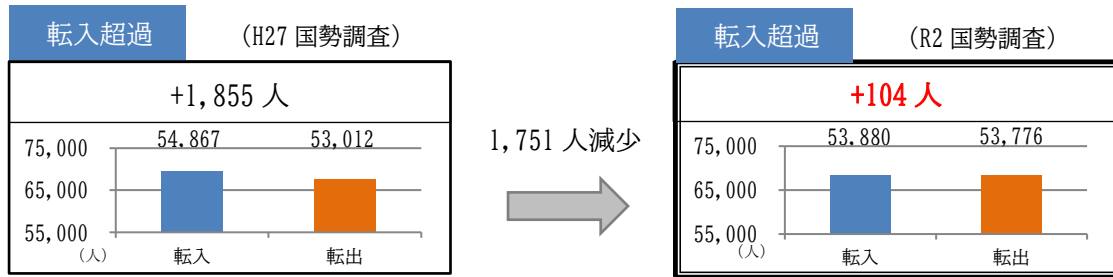 転入超過
(H27 国勢調査)
+1,855 人
54,867
53,012
75,000
65,000
55,000
(人)
転入
転出
1,751 人減少
転入超過
(R2 国勢調査)
+104 人
53,880
53,776
75,000
65,000
55,000
(人)
転入
転出